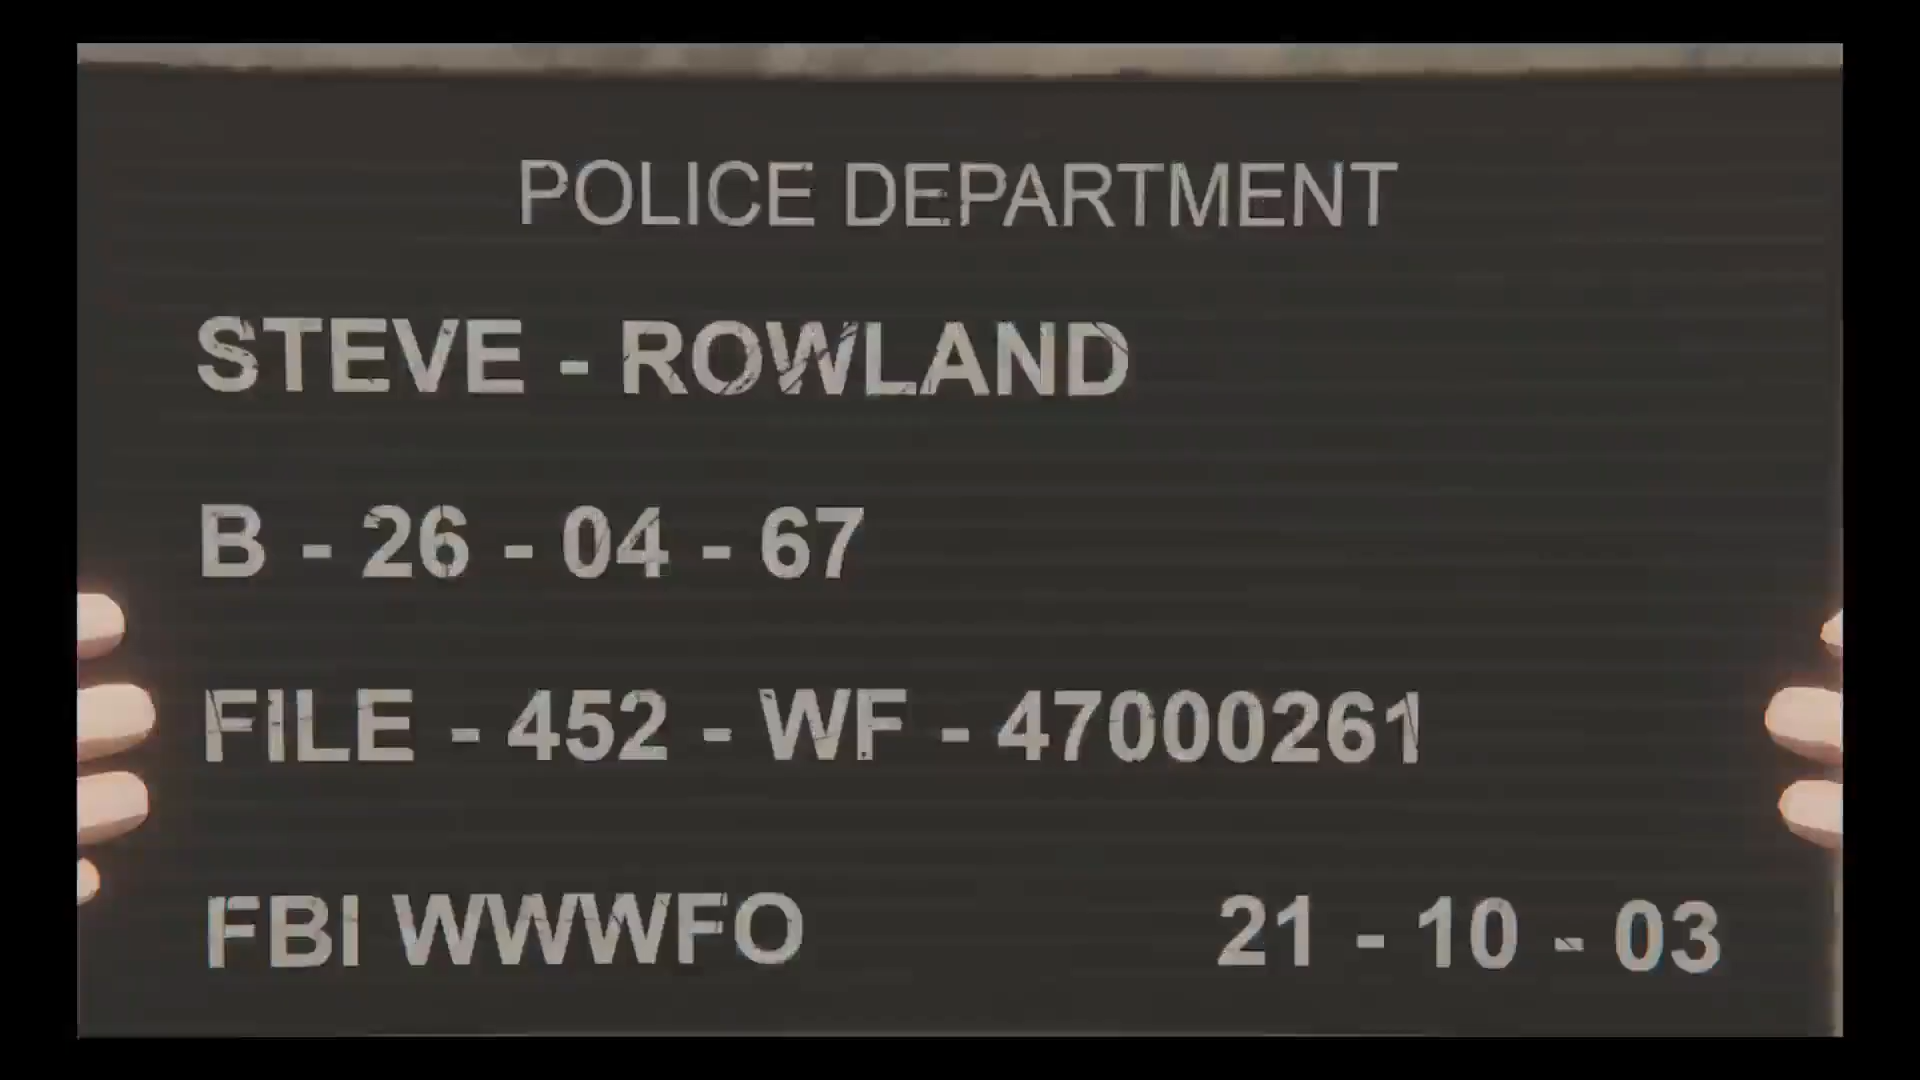 POLICE DEPARTMENT
STEVE - ROWLAND
B - 26 - 04 - 67
FILE - 452 - WF - 47000261
FBI WWWFO 21 - 10 - 03